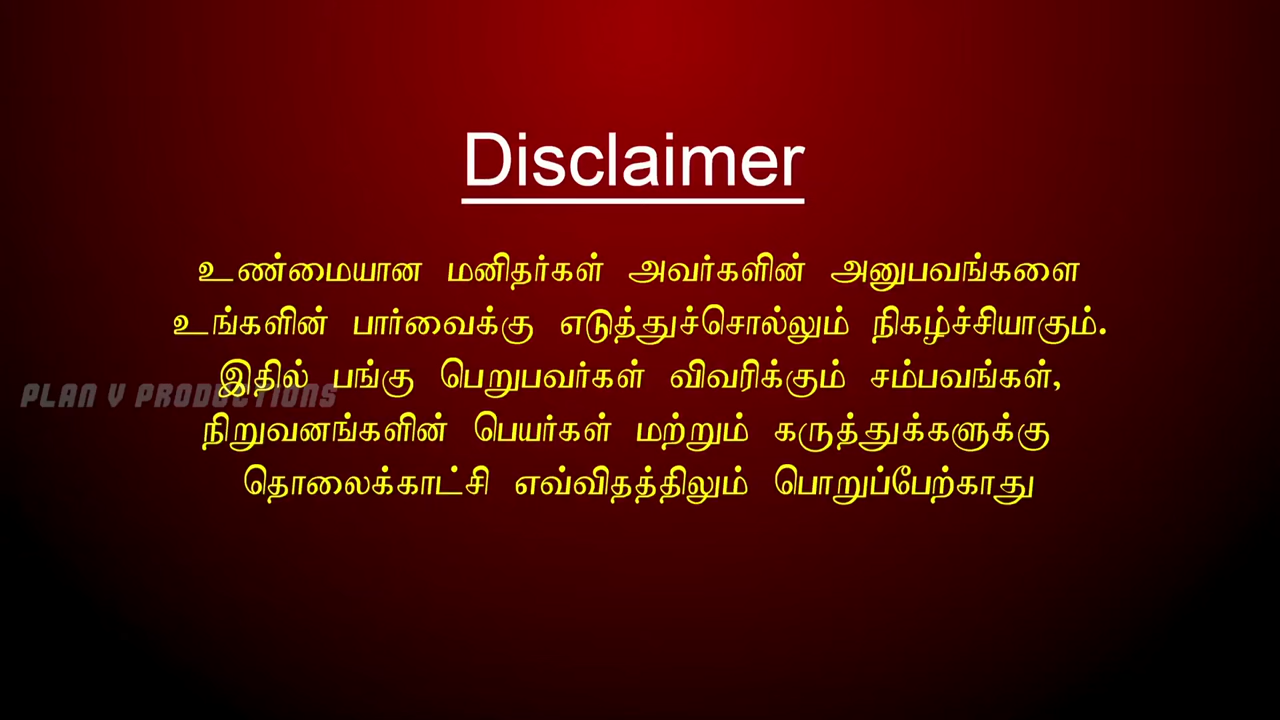 Disclaimer
உண்மையான மனிதர்கள் அவர்களின் அனுபவங்களை
உங்களின் பார்வைக்கு எடுத்துச்சொல்லும் நிகழ்ச்சியாகும்.
இதில் பங்கு பெறுபவர்கள் விவரிக்கும் சம்பவங்கள்,
PLAN V PRODUCTIONS
நிறுவனங்களின் பெயர்கள் மற்றும் கருத்துக்களுக்கு
தொலைக்காட்சி எவ்விதத்திலும் பொறுப்பேற்காது